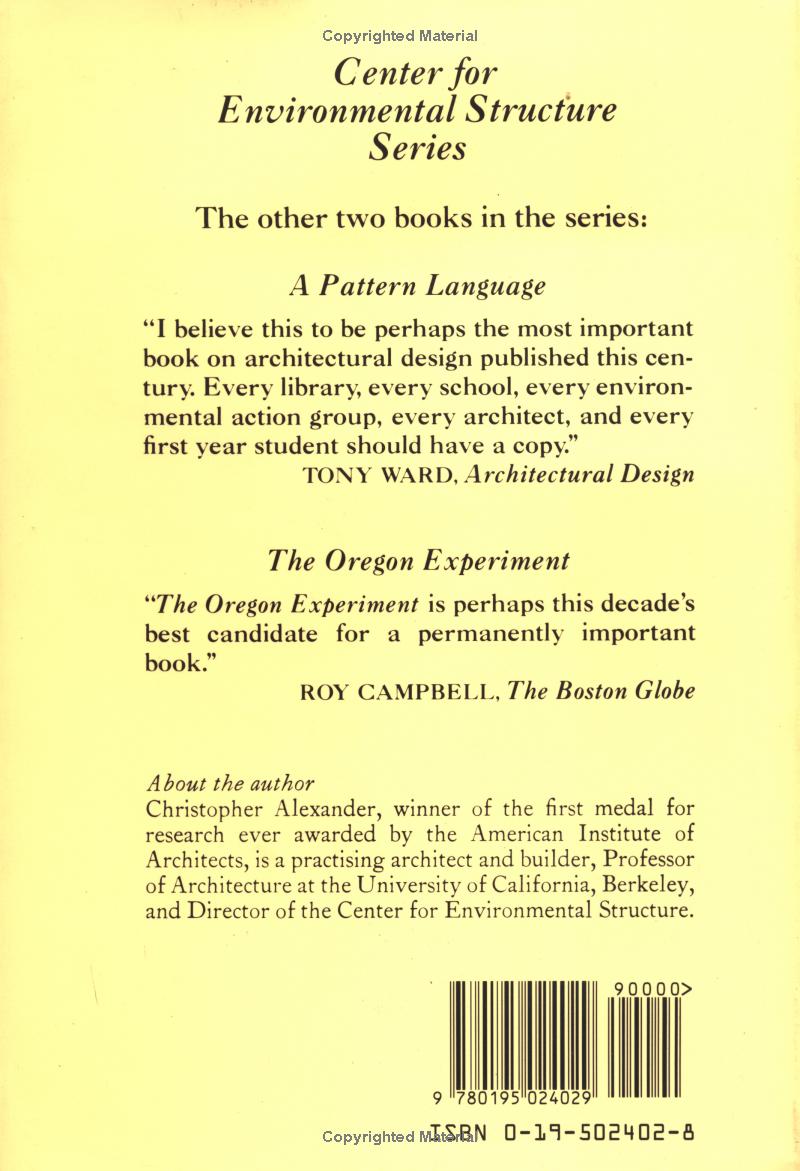 Copyrighted Material
Center for
Environmental Structure
Series
The other two books in the series:
A Pattern Language
“I believe this to be perhaps the most important
book on architectural design published this cen-
tury. Every library, every school, every environ-
mental action group, every architect, and every
first year student should have a copy.”
TONY WARD, Architectural Design
The Oregon Experiment
“The Oregon Experiment is perhaps this decade’s
best candidate for a permanently important
book.”
ROY CAMPBELL, The Boston Globe
About the author
Christopher Alexander, winner of the first medal for
research ever awarded by the American Institute of
Architects, is a practising architect and builder, Professor
of Architecture at the University of California, Berkeley,
and Director of the Center for Environmental Structure.
90000>
9 780195 024029
ISBN 0-19-502402-8
Copyrighted Material